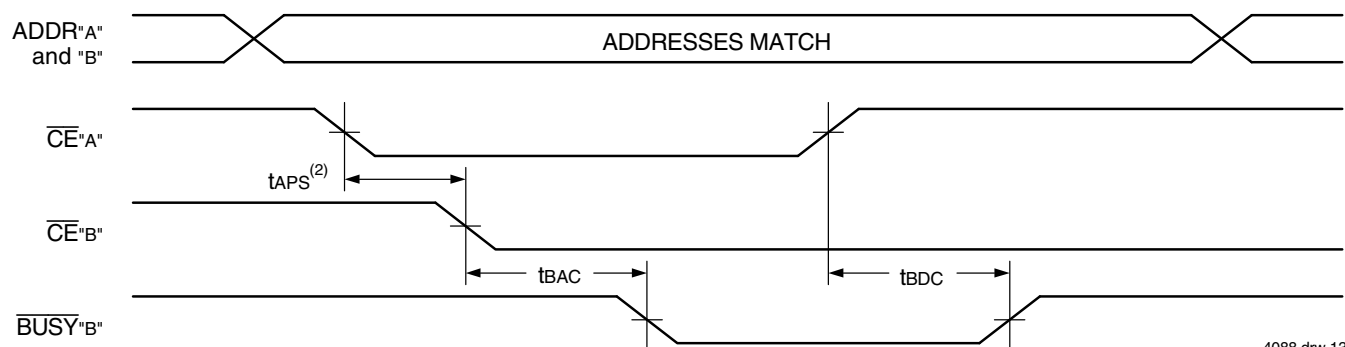 ADDR"A"
and "B"
ADDRESSES MATCH
CE"A"
tAPS(2)
CE"B"
tBAC
tBDC
BUSY"B"